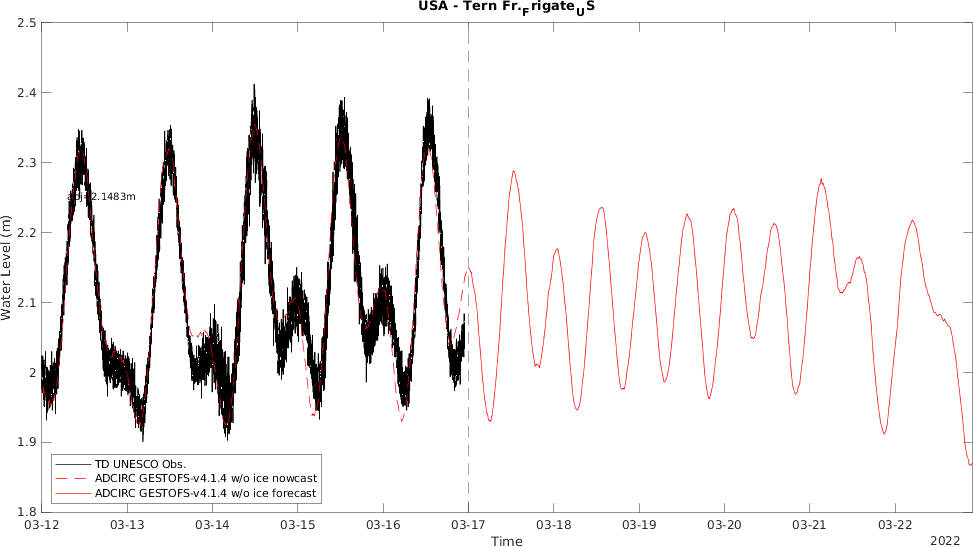 USA - Tern Fr.FrigateUS
2.5
2.4
2.3
2.2
2.1
2
1.9
1.8
Water Level (m)
adj=2.1483m
TD UNESCO Obs.
ADCIRC GESTOFS-v4.1.4 w/o ice nowcast
ADCIRC GESTOFS-v4.1.4 w/o ice forecast
03-12 03-13 03-14 03-15 03-16 03-17 03-18 03-19 03-20 03-21 03-22
Time
2022